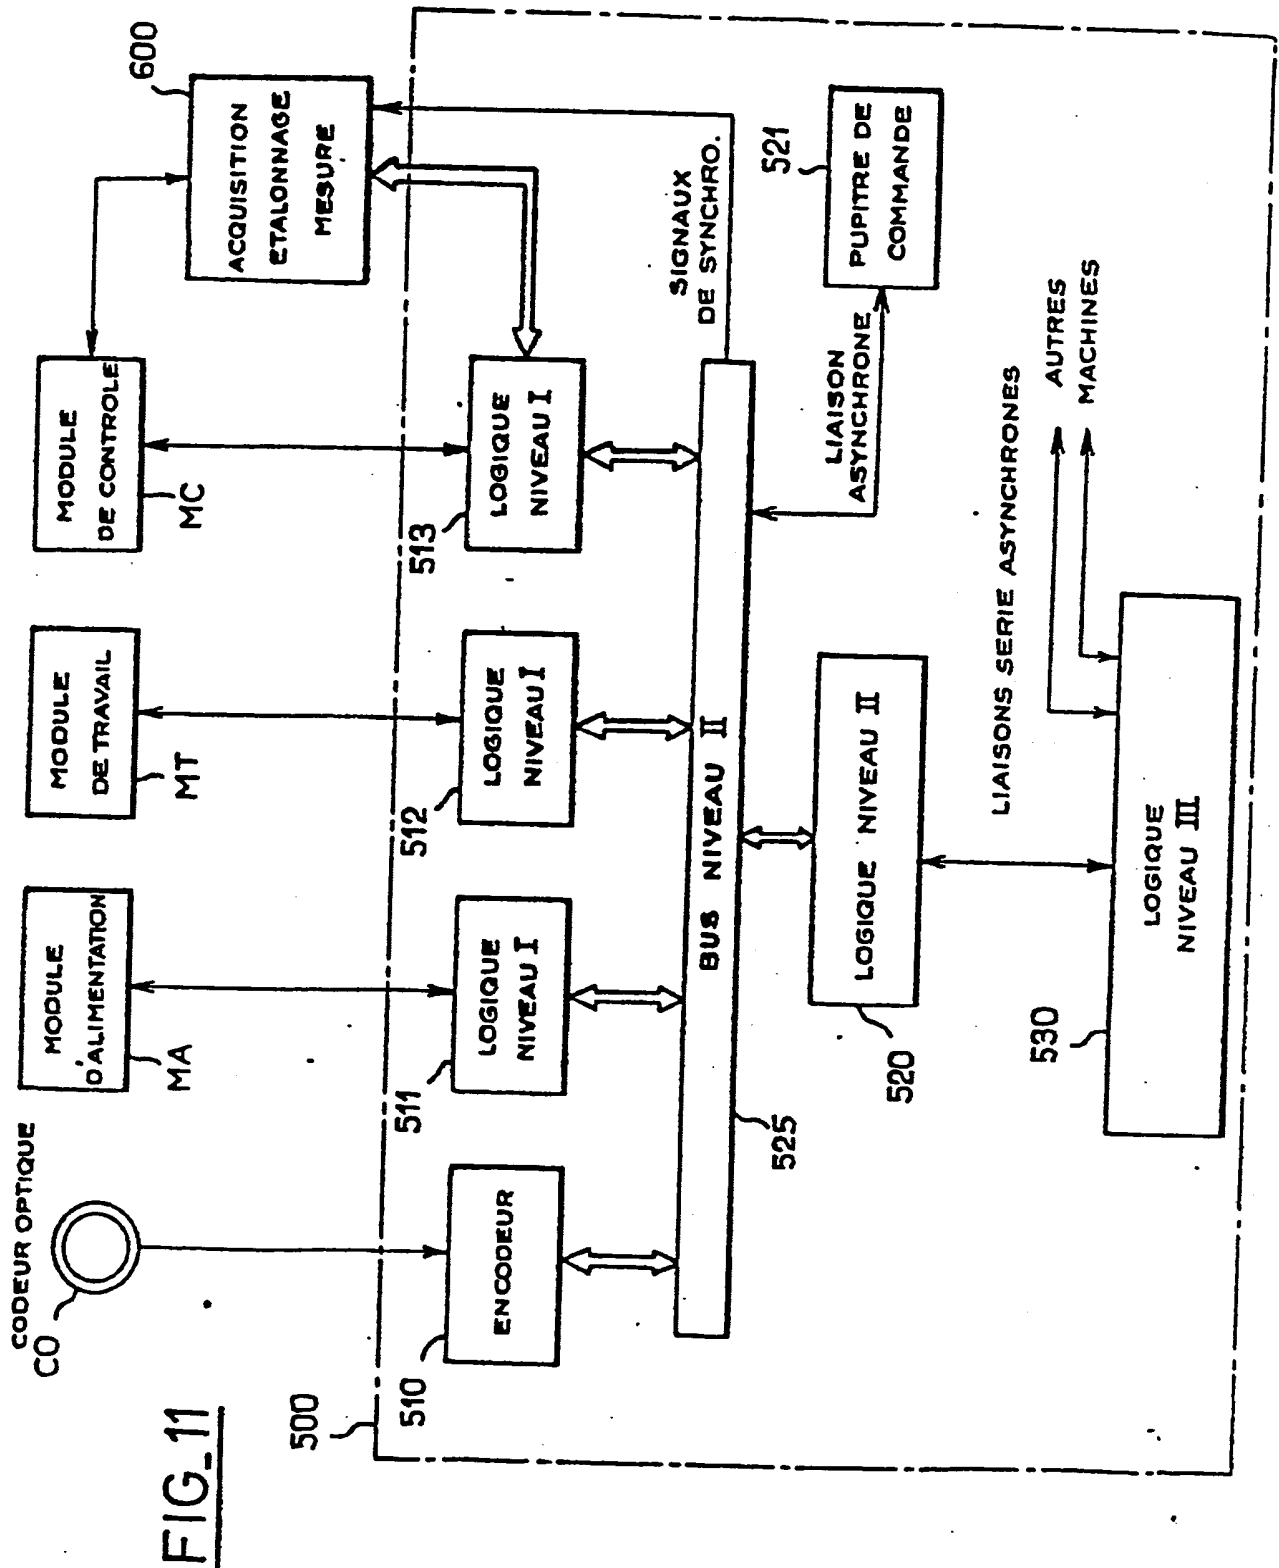 FIG_11
CODEUR OPTIQUE
CO
MODULE
D'ALIMENTATION
MA
MODULE
DE TRAVAIL
MT
MODULE
DE CONTROLE
MC
600
ACQUISITION
ETALONNAGE
MESURE
500
510
ENCODEUR
511
LOGIQUE
NIVEAU I
512
LOGIQUE
NIVEAU I
513
LOGIQUE
NIVEAU I
SIGNAUX
DE SYNCHRO.
BUS NIVEAU II
525
LIAISON
ASYNCHRONE
521
PUPITRE DE
COMMANDE
520
LOGIQUE NIVEAU II
LIAISONS SERIE ASYNCHRONES
AUTRES
MACHINES
530
LOGIQUE
NIVEAU III